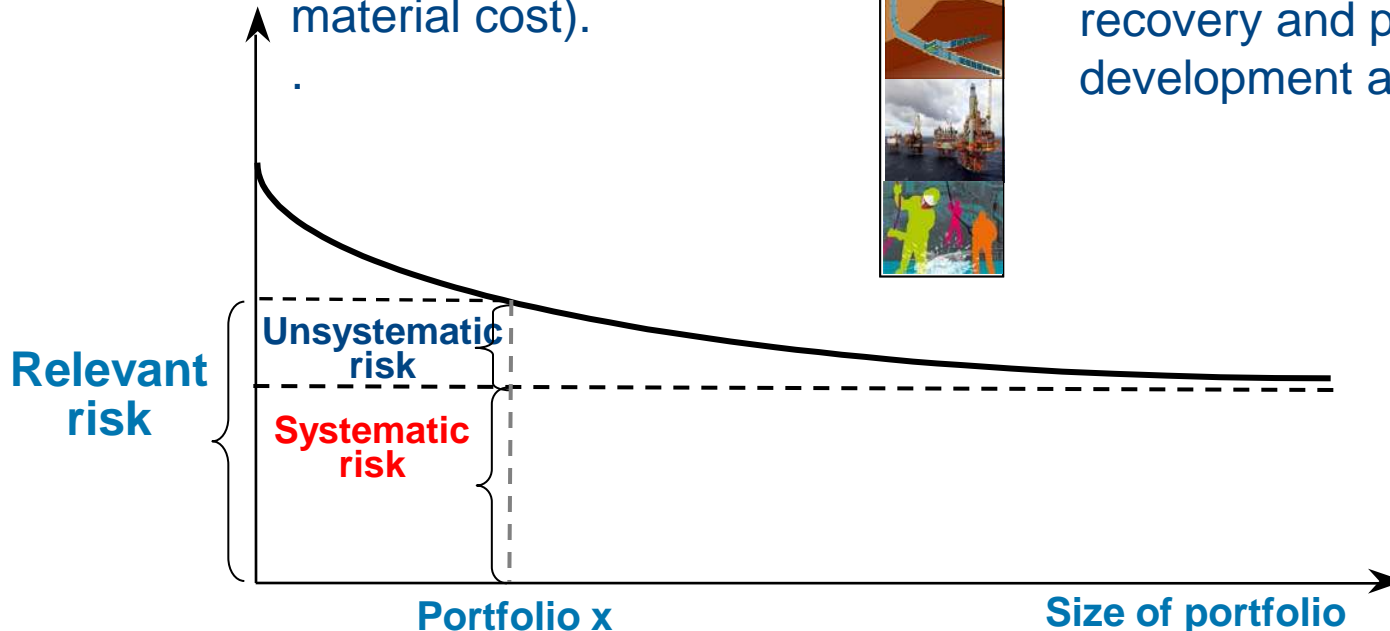 material cost).
.
recovery and p
development a
Unsystematic
risk
Relevant
risk
Systematic
risk
Portfolio x
Size of portfolio